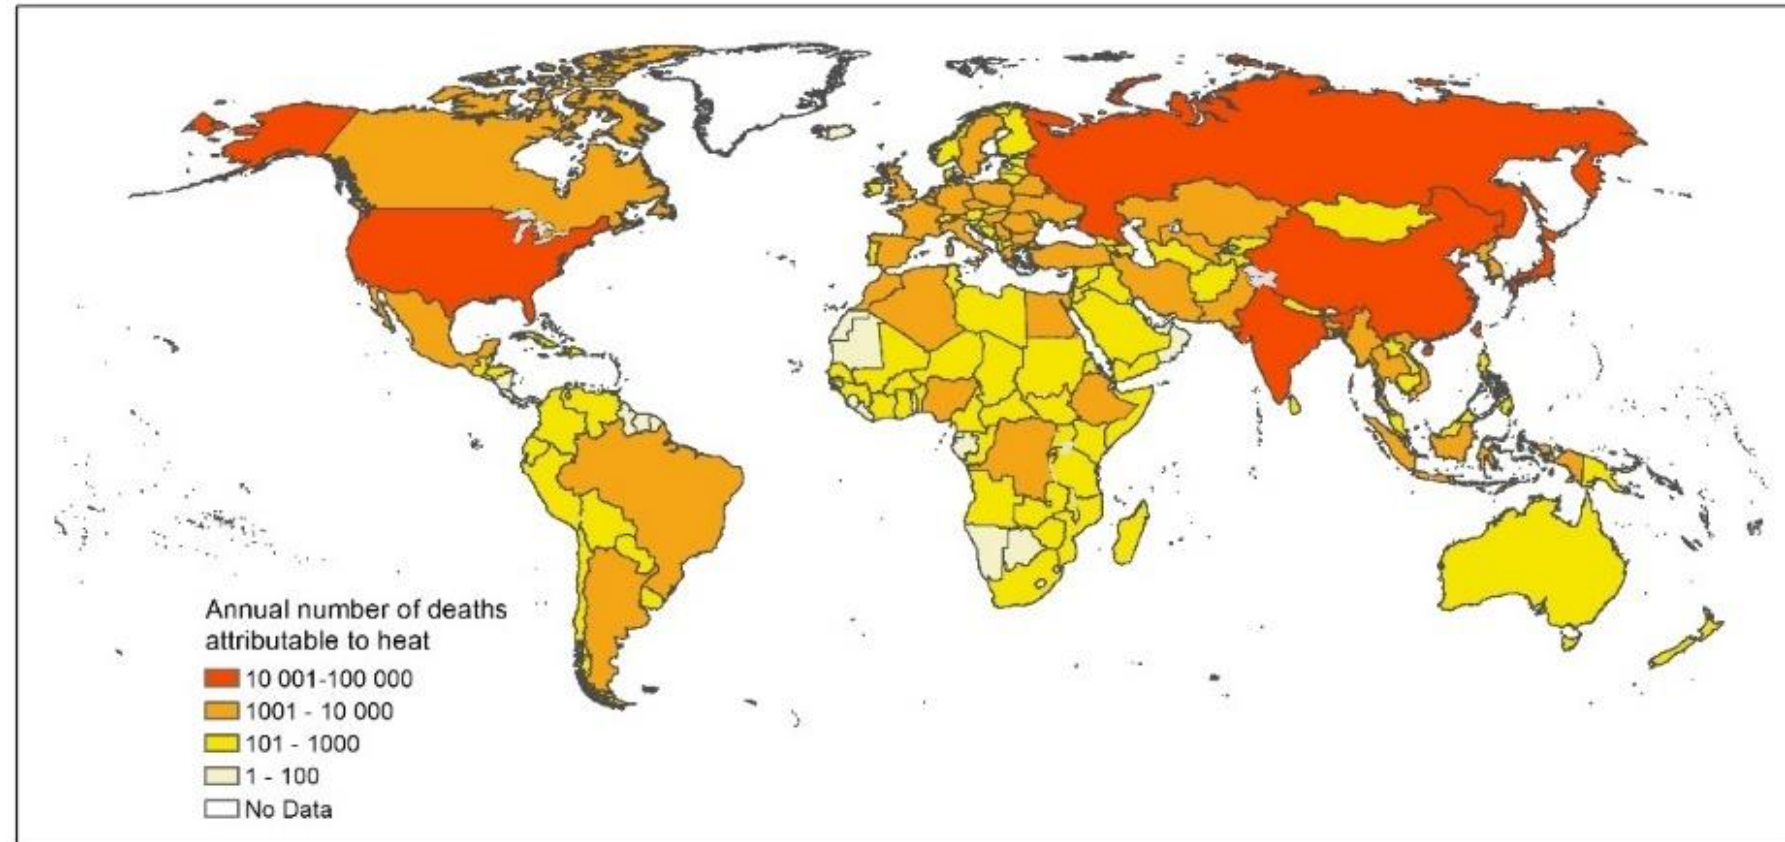 Annual number of deaths
attributable to heat
10 001-100 000
1001 - 10 000
101 - 1000
1 - 100
No Data